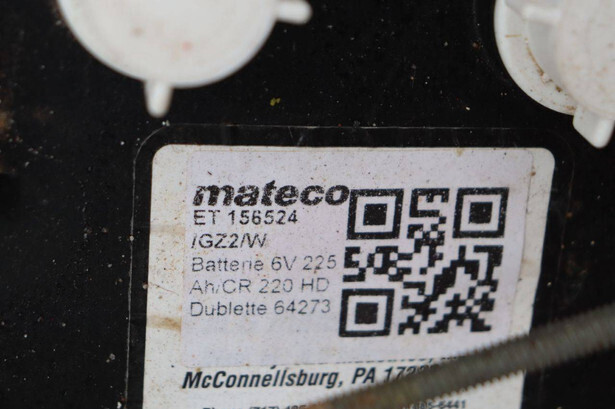 mateco
ET 156524
/GZ2/W
Batterie 6V 225
Ah/CR 220 HD
Dublette 64273
McConnellsburg, PA